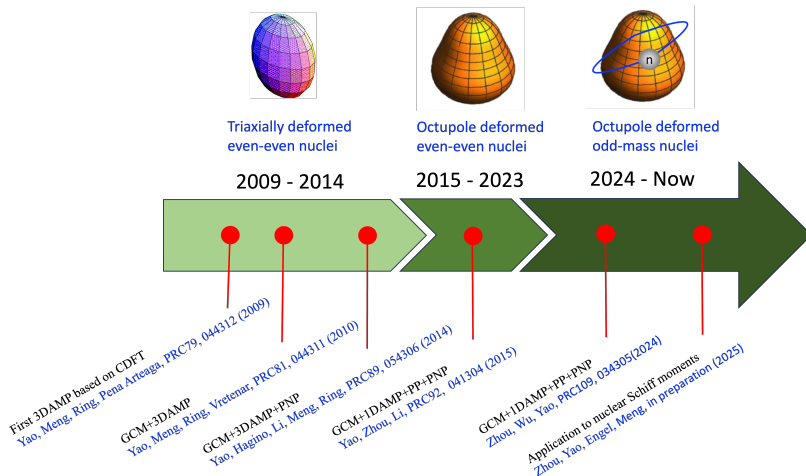 n
Triaxially deformed
even-even nuclei
Octupole deformed
even-even nuclei
Octupole deformed
odd-mass nuclei
2009 - 2014
2015 - 2023
2024 - Now
First 3DAMP based on CDFT
Yao, Meng, Ring, Pena Arteaga, PRC79, 044312 (2009)
GCM+3DAMP
Yao, Meng, Ring, Vretenar, PRC81, 044311 (2010)
GCM+3DAMP+PNP
Yao, Hagino, Li, Meng, Ring, PRC89, 054306 (2014)
GCM+1DAMP+PP+PNP
Yao, Zhou, Li, PRC92, 041304 (2015)
GCM+1DAMP+PP+PNP
Zhou, Wu, Yao, PRC109, 034305(2024)
Application to nuclear Schiff moments
Zhou, Yao, Engel, Meng, in preparation (2025)